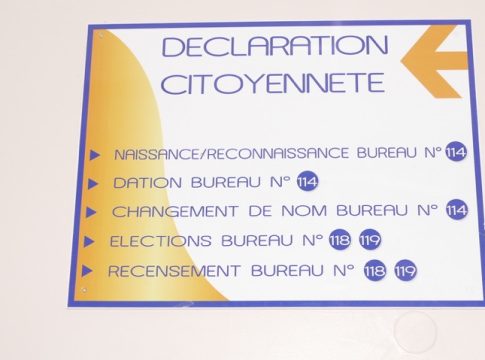 DECLARATION
CITOYENNETE
NAISSANCE/RECONNAISSANCE BUREAU N° 114
DATION BUREAU N° 114
CHANGEMENT DE NOM BUREAU N° 114
ELECTIONS BUREAU N° 118 119
RECENSEMENT BUREAU N° 118 119